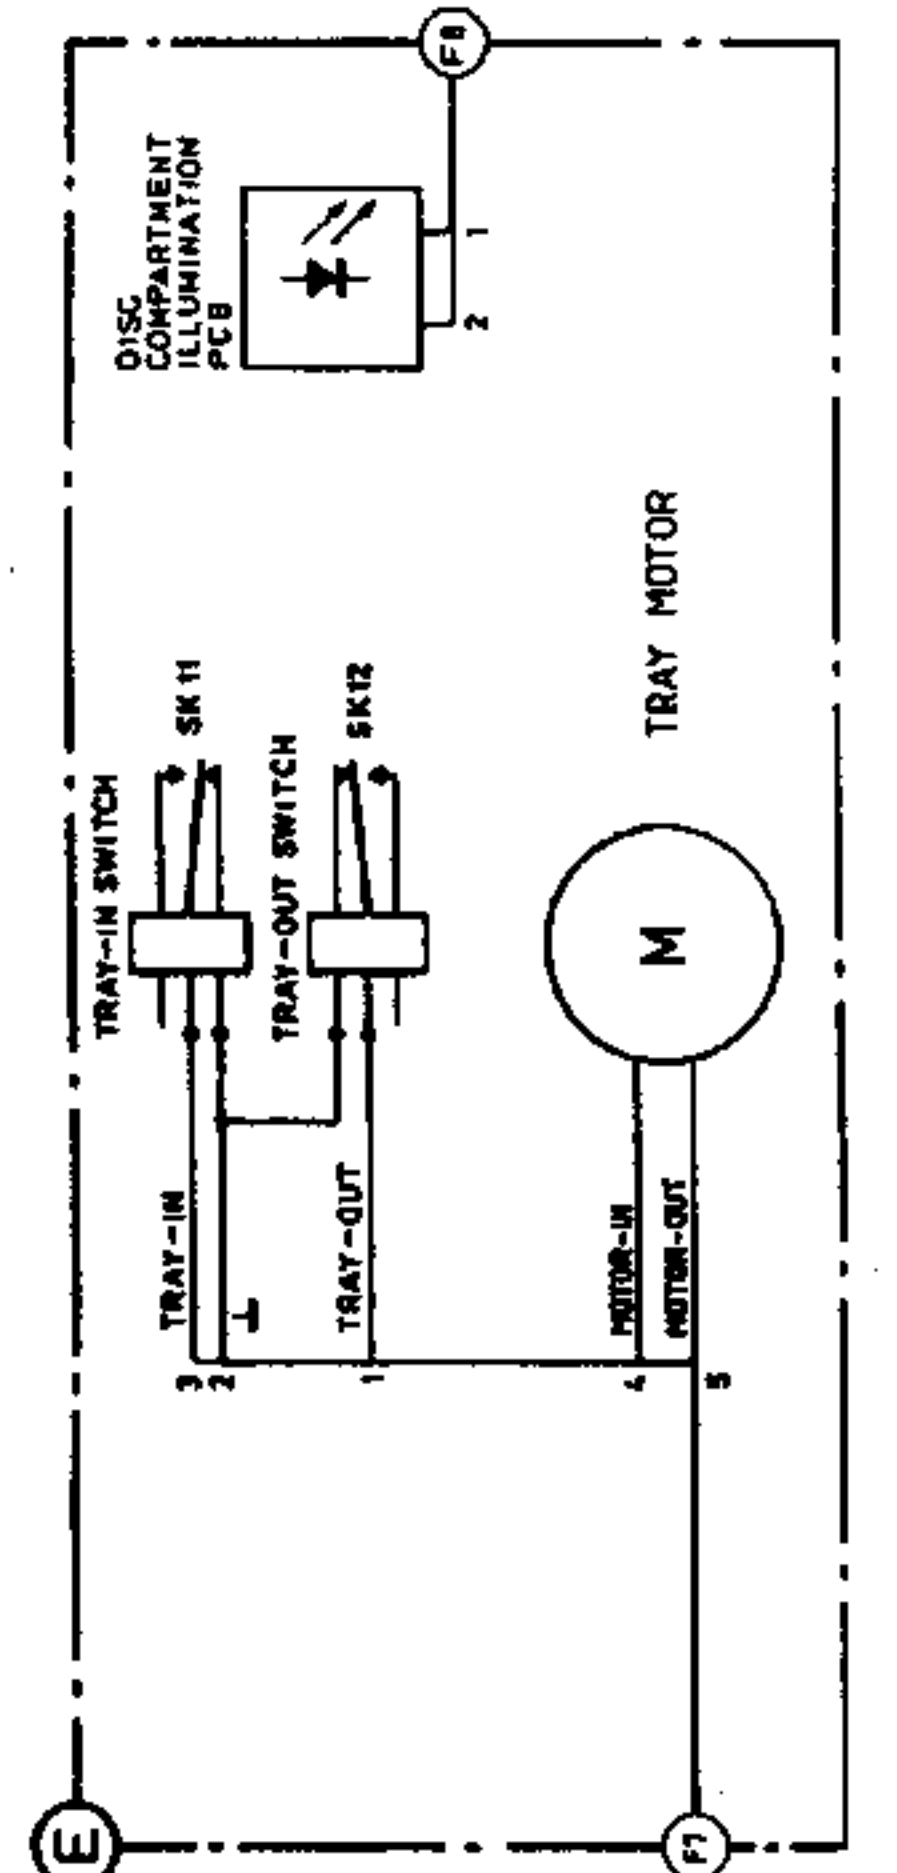 F8
DISC
COMPARTMENT
ILLUMINATION
PCB
1
2
TRAY-IN SWITCH
SK11
TRAY-OUT SWITCH
SK12
TRAY MOTOR
M
TRAY-IN
TRAY-OUT
MOTOR-IN
MOTOR-OUT
3
2
1
4
5
E
F7